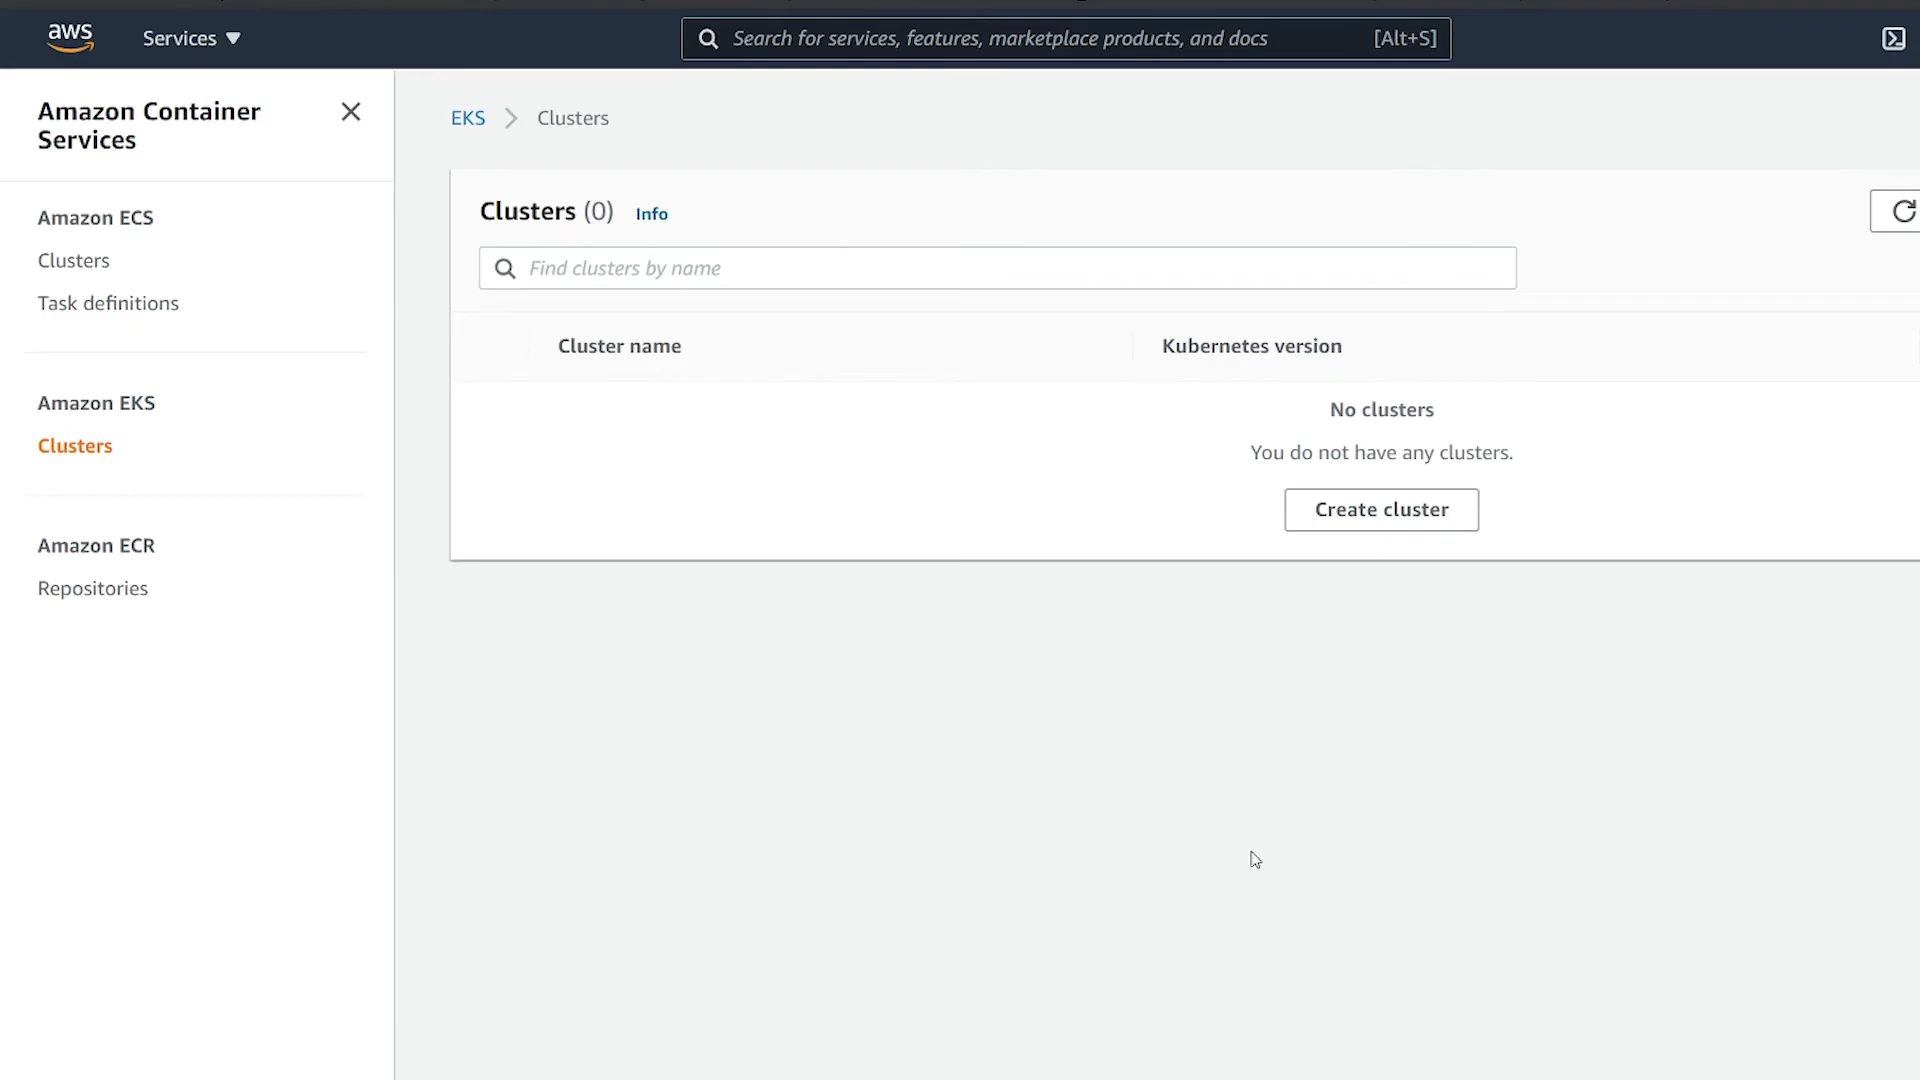 aws
Services
Search for services, features, marketplace products, and docs
[Alt+S]
Amazon Container
Services
Amazon ECS
Clusters
Task definitions
Amazon EKS
Clusters
Amazon ECR
Repositories
EKS
Clusters
Clusters (0)
Info
Find clusters by name
Cluster name
Kubernetes version
No clusters
You do not have any clusters.
Create cluster